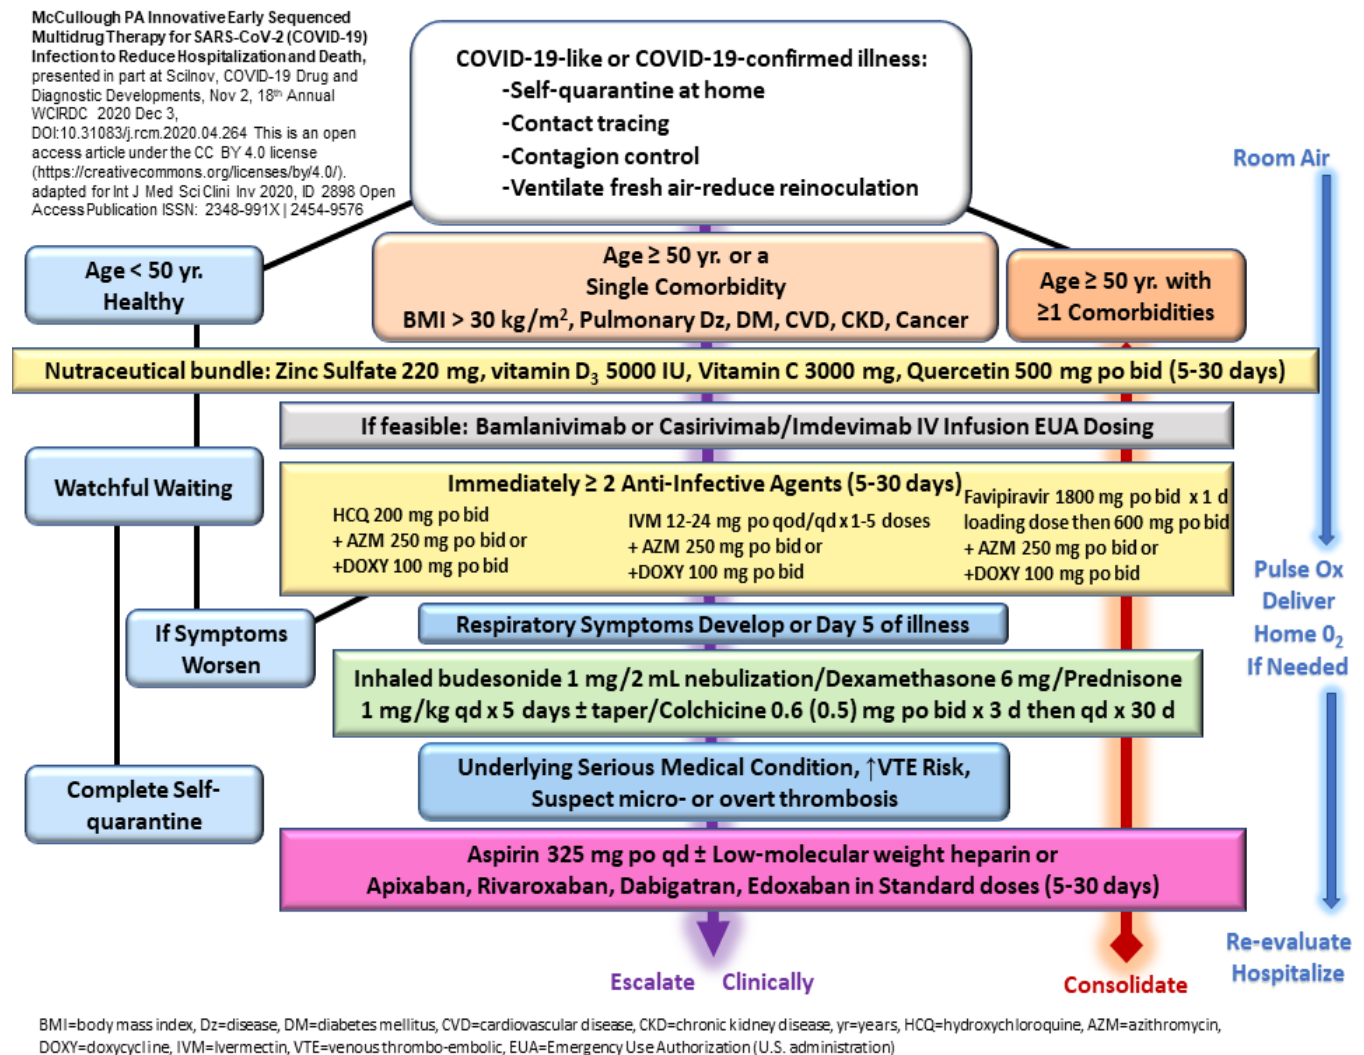 McCullough PA Innovative Early Sequenced
Multidrug Therapy for SARS-CoV-2 (COVID-19)
Infection to Reduce Hospitalization and Death,
presented in part at SciInov, COVID-19 Drug and
Diagnostic Developments, Nov 2, 18th Annual
WCIRDC 2020 Dec 3,
DOI:10.31083/j.rcm.2020.04.264 This is an open
access article under the CC BY 4.0 license
(https://creativecommons.org/licenses/by/4.0/).
adapted for Int J Med Sci Clini Inv 2020, ID 2898 Open
Access Publication ISSN: 2348-991X | 2454-9576
COVID-19-like or COVID-19-confirmed illness:
-Self-quarantine at home
-Contact tracing
-Contagion control
-Ventilate fresh air-reduce reinoculation
Room Air
Age < 50 yr.
Healthy
Age ≥ 50 yr. or a
Single Comorbidity
BMI > 30 kg/m², Pulmonary Dz, DM, CVD, CKD, Cancer
Age ≥ 50 yr. with
≥1 Comorbidities
Nutraceutical bundle: Zinc Sulfate 220 mg, vitamin D₃ 5000 IU, Vitamin C 3000 mg, Quercetin 500 mg po bid (5-30 days)
If feasible: Bamlanivimab or Casirivimab/Imdevimab IV Infusion EUA Dosing
Watchful Waiting
Immediately ≥ 2 Anti-Infective Agents (5-30 days)
HCQ 200 mg po bid
+ AZM 250 mg po bid or
+DOXY 100 mg po bid
IVM 12-24 mg po qod/qd x 1-5 doses
+ AZM 250 mg po bid or
+DOXY 100 mg po bid
Favipiravir 1800 mg po bid x 1 d
loading dose then 600 mg po bid
+ AZM 250 mg po bid or
+DOXY 100 mg po bid
Pulse Ox
Deliver
Home 0₂
If Needed
If Symptoms
Worsen
Respiratory Symptoms Develop or Day 5 of illness
Inhaled budesonide 1 mg/2 mL nebulization/Dexamethasone 6 mg/Prednisone
1 mg/kg qd x 5 days ± taper/Colchicine 0.6 (0.5) mg po bid x 3 d then qd x 30 d
Underlying Serious Medical Condition, ↑VTE Risk,
Suspect micro- or overt thrombosis
Complete Self-
quarantine
Aspirin 325 mg po qd ± Low-molecular weight heparin or
Apixaban, Rivaroxaban, Dabigatran, Edoxaban in Standard doses (5-30 days)
Re-evaluate
Hospitalize
Escalate Clinically
Consolidate
BMI=body mass index, Dz=disease, DM=diabetes mellitus, CVD=cardiovascular disease, CKD=chronic kidney disease, yr=years, HCQ=hydroxychloroquine, AZM=azithromycin,
DOXY=doxycycline, IVM=Ivermectin, VTE=venous thrombo-embolic, EUA=Emergency Use Authorization (U.S. administration)